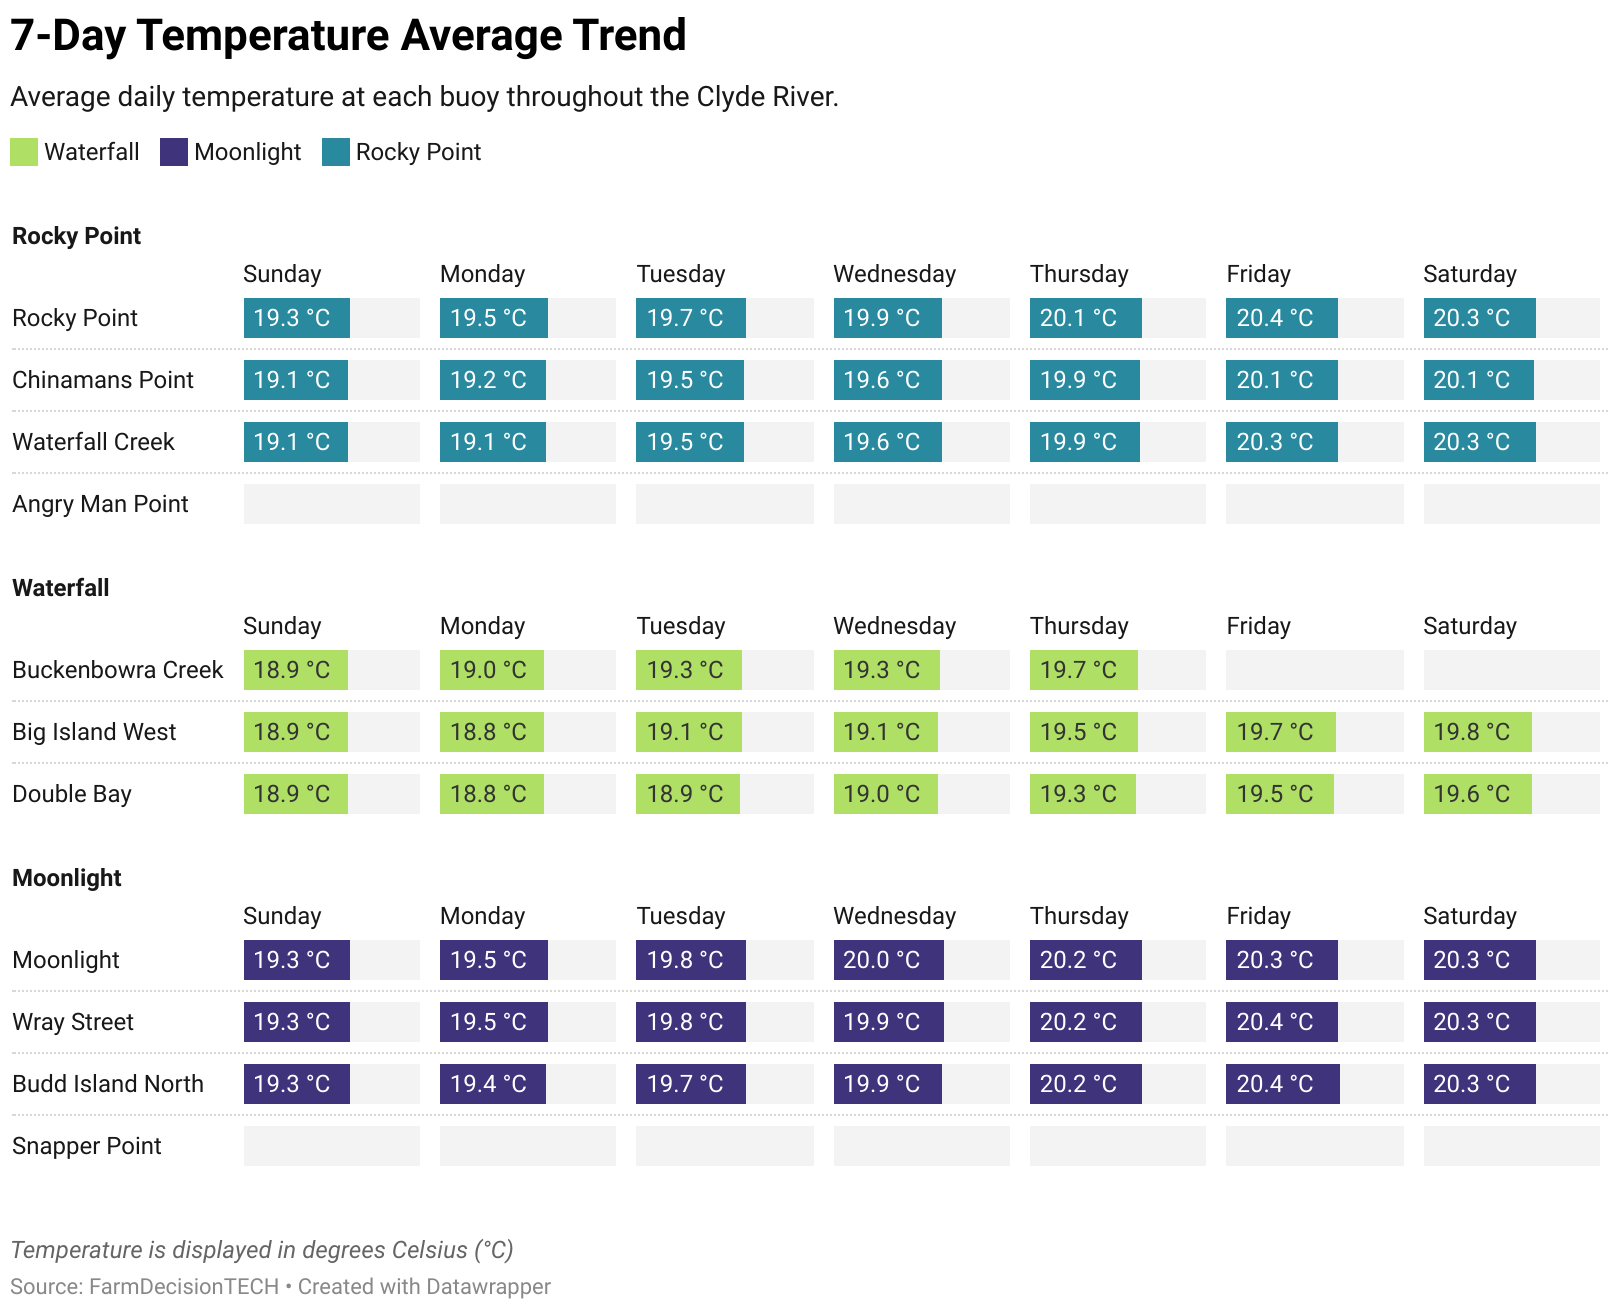 7-Day Temperature Average Trend
Average daily temperature at each buoy throughout the Clyde River.
Waterfall Moonlight Rocky Point
Rocky Point
Sunday Monday Tuesday Wednesday Thursday Friday Saturday
Rocky Point 19.3 °C 19.5 °C 19.7 °C 19.9 °C 20.1 °C 20.4 °C 20.3 °C
Chinamans Point 19.1 °C 19.2 °C 19.5 °C 19.6 °C 19.9 °C 20.1 °C 20.1 °C
Waterfall Creek 19.1 °C 19.1 °C 19.5 °C 19.6 °C 19.9 °C 20.3 °C 20.3 °C
Angry Man Point
Waterfall
Sunday Monday Tuesday Wednesday Thursday Friday Saturday
Buckenbowra Creek 18.9 °C 19.0 °C 19.3 °C 19.3 °C 19.7 °C
Big Island West 18.9 °C 18.8 °C 19.1 °C 19.1 °C 19.5 °C 19.7 °C 19.8 °C
Double Bay 18.9 °C 18.8 °C 18.9 °C 19.0 °C 19.3 °C 19.5 °C 19.6 °C
Moonlight
Sunday Monday Tuesday Wednesday Thursday Friday Saturday
Moonlight 19.3 °C 19.5 °C 19.8 °C 20.0 °C 20.2 °C 20.3 °C 20.3 °C
Wray Street 19.3 °C 19.5 °C 19.8 °C 19.9 °C 20.2 °C 20.4 °C 20.3 °C
Budd Island North 19.3 °C 19.4 °C 19.7 °C 19.9 °C 20.2 °C 20.4 °C 20.3 °C
Snapper Point
Temperature is displayed in degrees Celsius (°C)
Source: FarmDecisionTECH • Created with Datawrapper